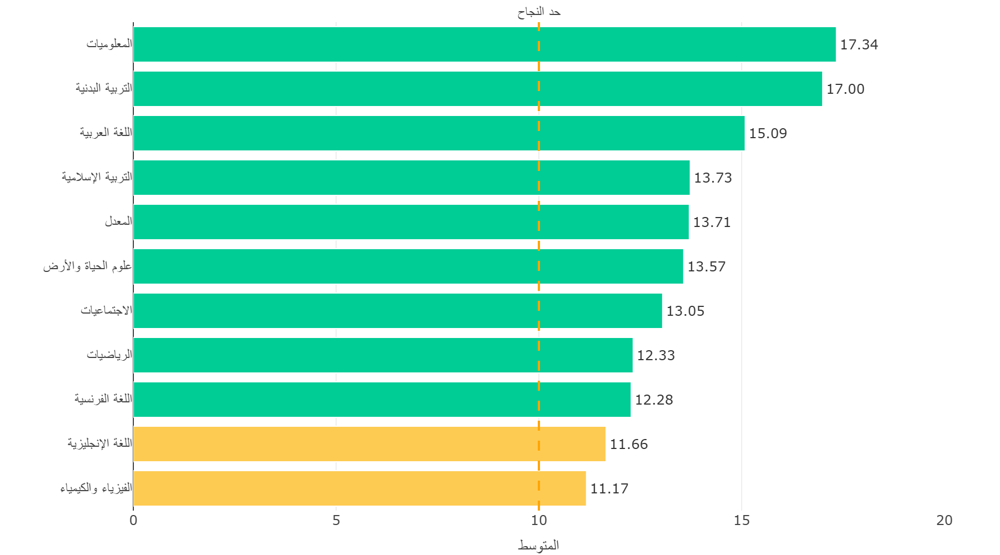 حد النجاح
المعلوميات 17.34
التربية البدنية 17.00
اللغة العربية 15.09
التربية الإسلامية 13.73
المعدل 13.71
علوم الحياة والأرض 13.57
الاجتماعيات 13.05
الرياضيات 12.33
اللغة الفرنسية 12.28
اللغة الإنجليزية 11.66
الفيزياء والكيمياء 11.17
0 5 10 15 20
المتوسط